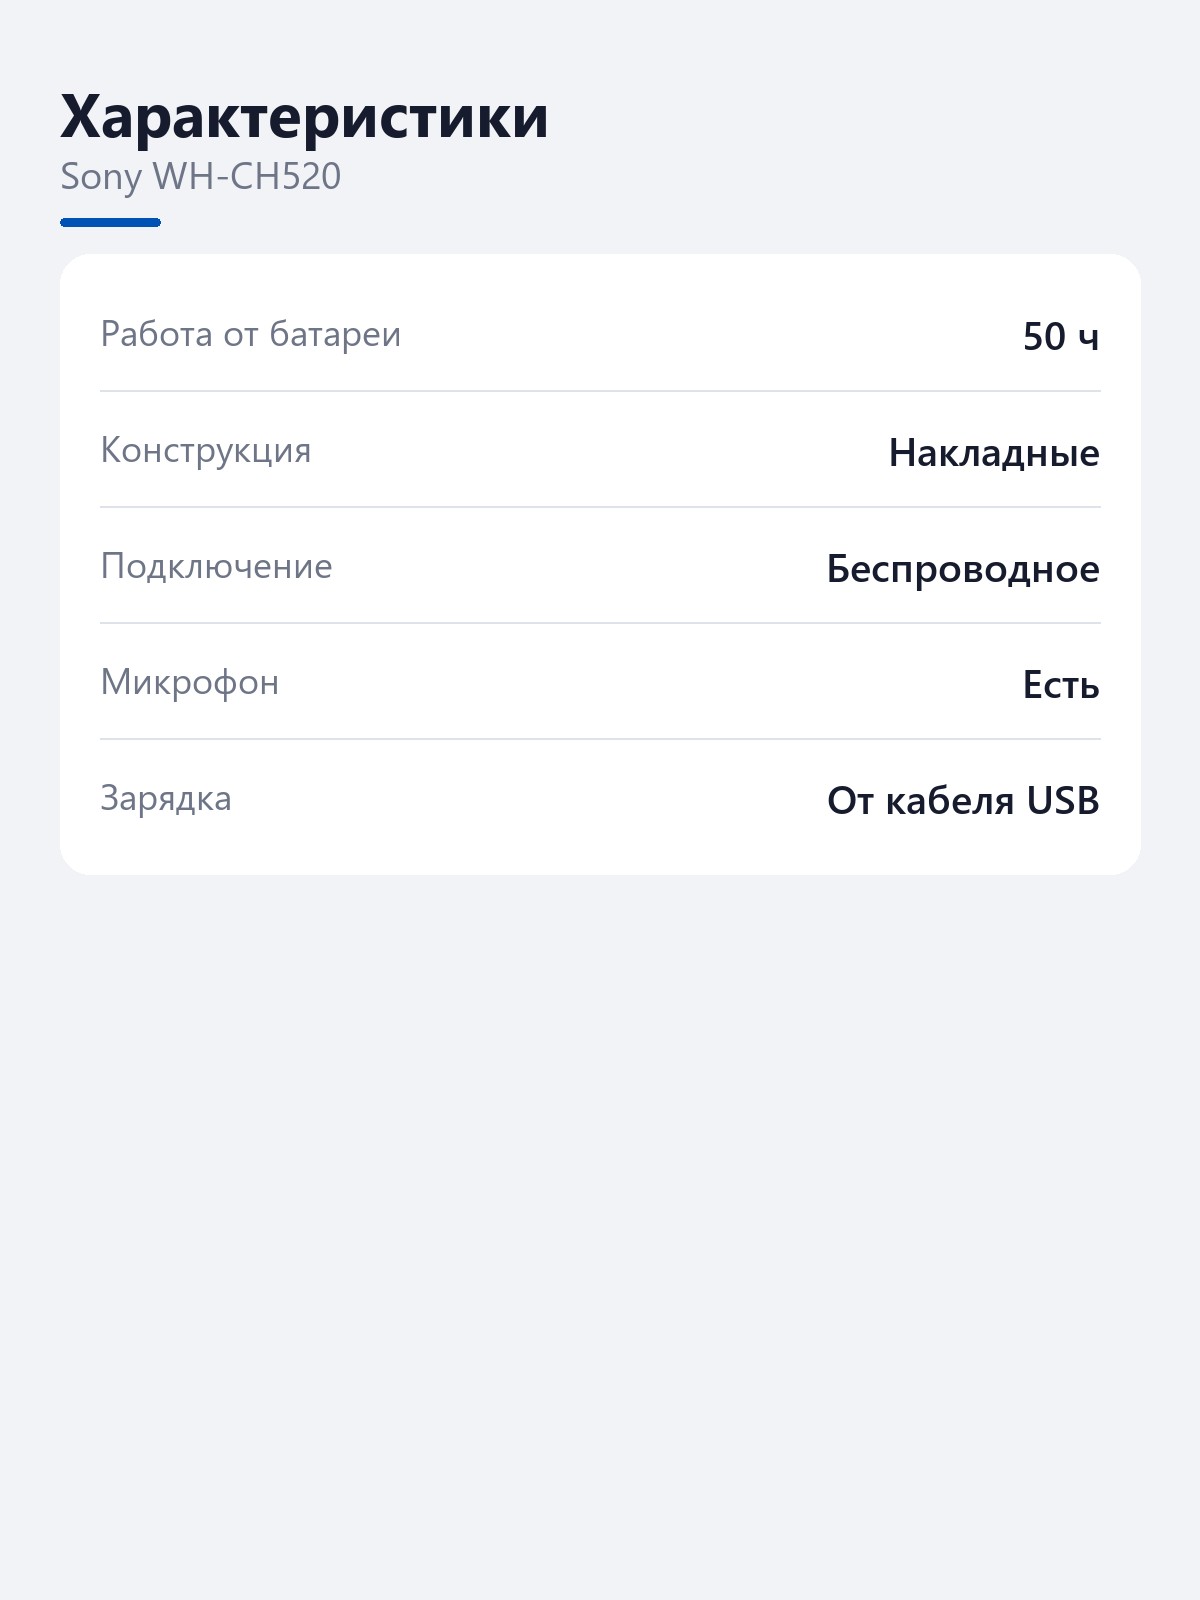 Характеристики
Sony WH-CH520
Работа от батареи 50 ч
Конструкция Накладные
Подключение Беспроводное
Микрофон Есть
Зарядка От кабеля USB